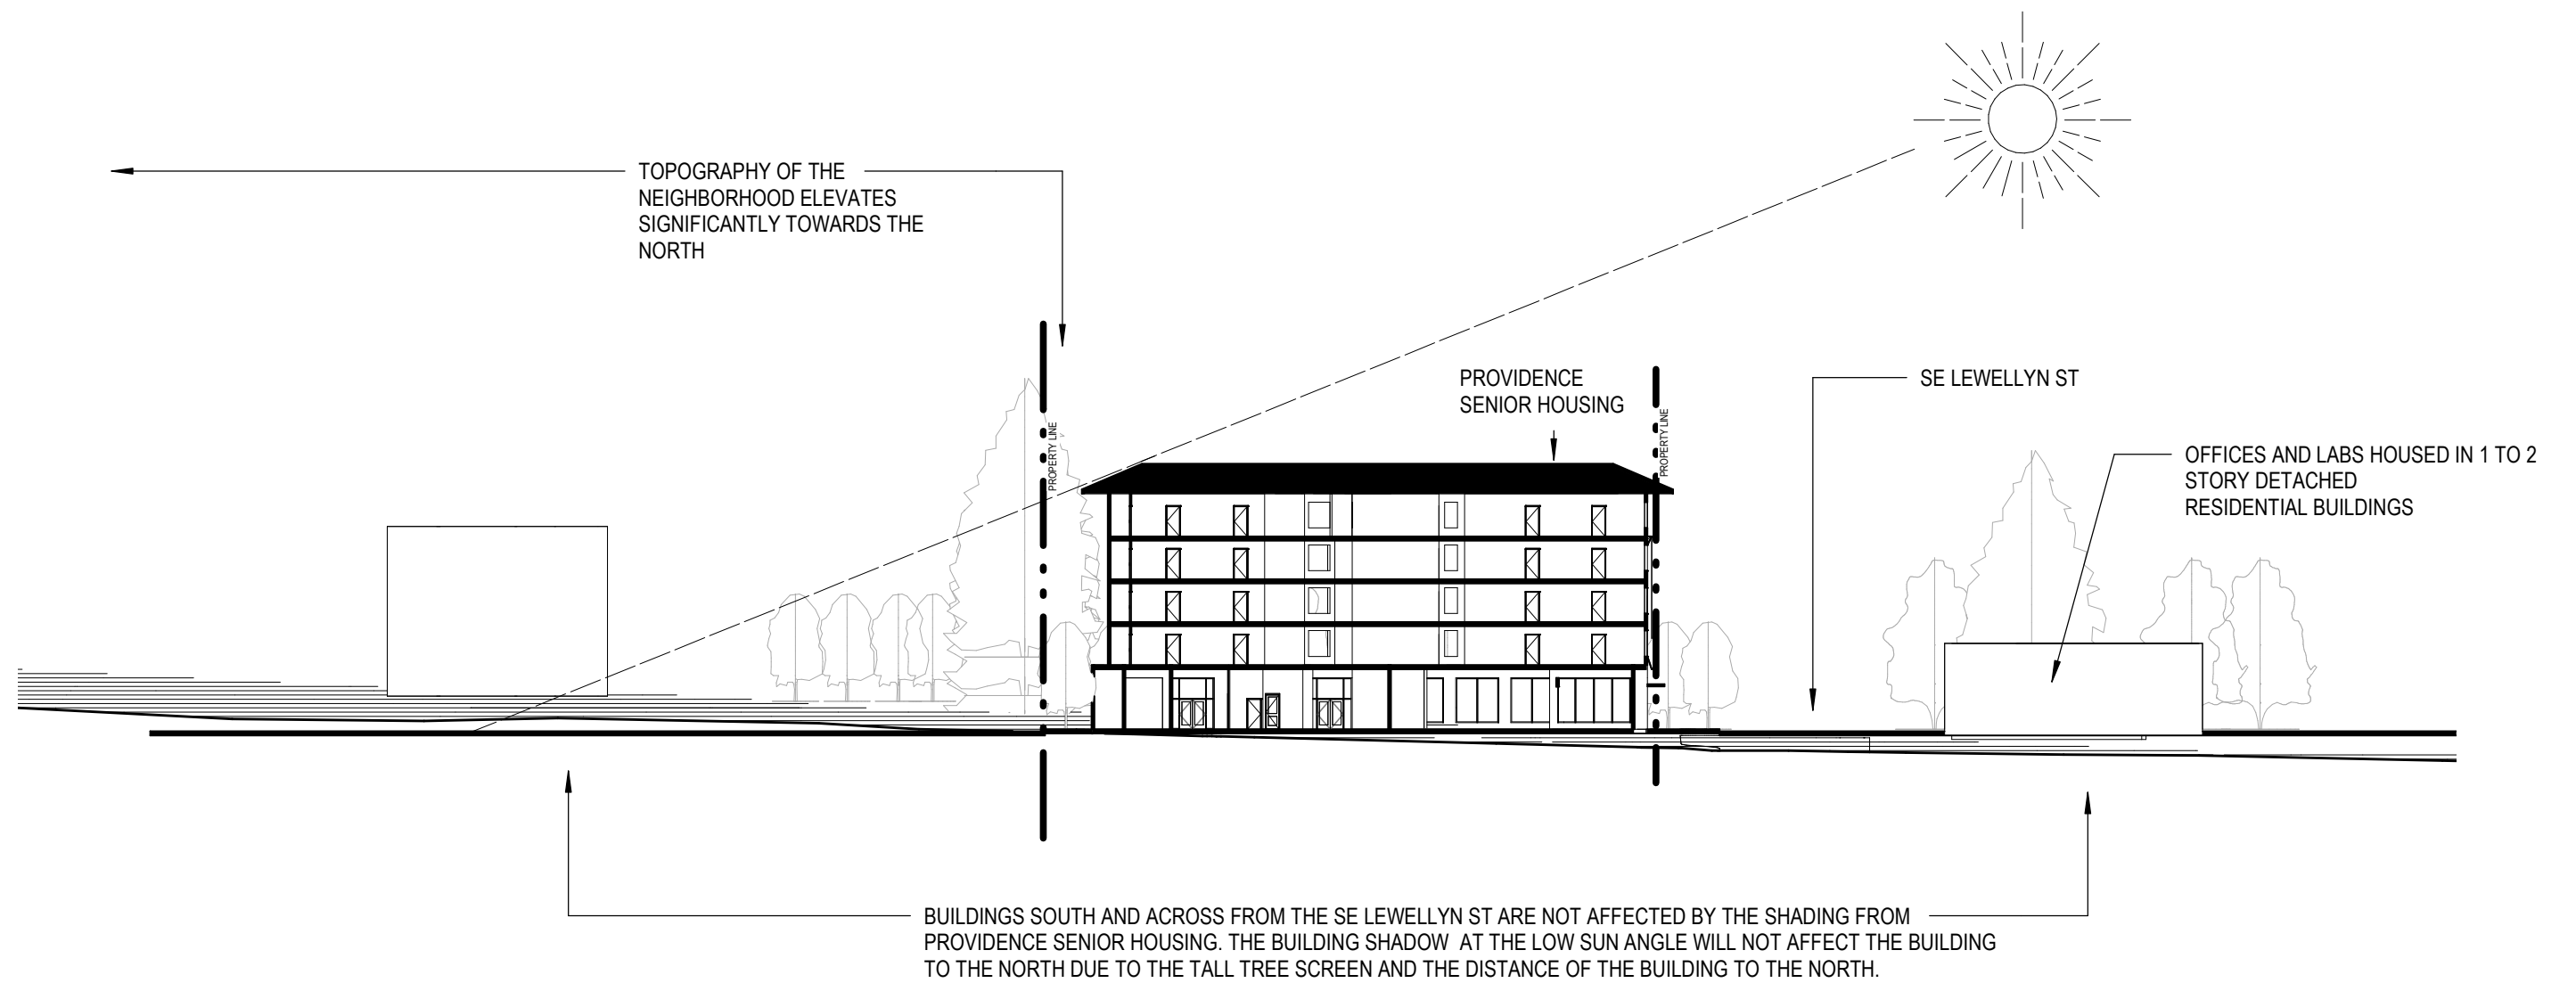 TOPOGRAPHY OF THE
NEIGHBORHOOD ELEVATES
SIGNIFICANTLY TOWARDS THE
NORTH
PROPERTY LINE
PROVIDENCE
SENIOR HOUSING
PROPERTY LINE
SE LEWELLYN ST
OFFICES AND LABS HOUSED IN 1 TO 2
STORY DETACHED
RESIDENTIAL BUILDINGS
BUILDINGS SOUTH AND ACROSS FROM THE SE LEWELLYN ST ARE NOT AFFECTED BY THE SHADING FROM
PROVIDENCE SENIOR HOUSING. THE BUILDING SHADOW AT THE LOW SUN ANGLE WILL NOT AFFECT THE BUILDING
TO THE NORTH DUE TO THE TALL TREE SCREEN AND THE DISTANCE OF THE BUILDING TO THE NORTH.